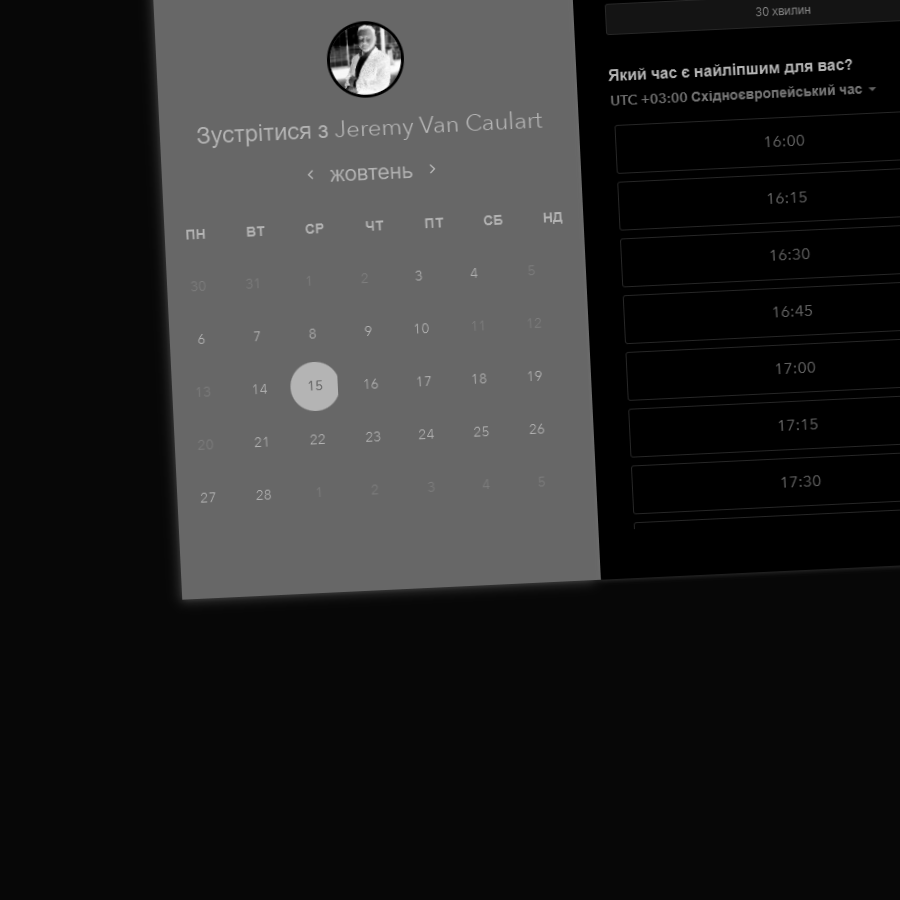 Зустрітися з Jeremy Van Caulart
‹ жовтень ›
ПН ВТ СР ЧТ ПТ СБ НД
30 31 1 2 3 4 5
6 7 8 9 10 11 12
13 14 15 16 17 18 19
20 21 22 23 24 25 26
27 28 1 2 3 4 5
30 хвилин
Який час є найліпшим для вас?
UTC +03:00 Східноєвропейський час
16:00
16:15
16:30
16:45
17:00
17:15
17:30